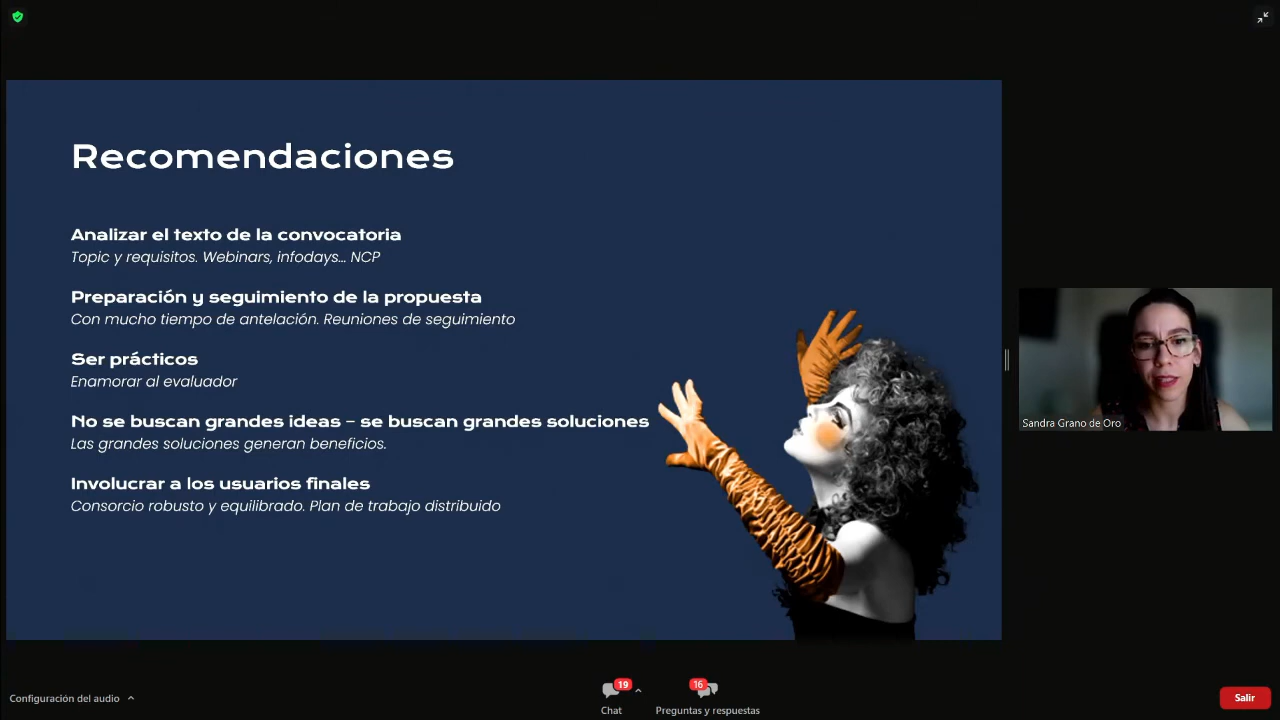 Recomendaciones
Analizar el texto de la convocatoria
Topic y requisitos. Webinars, infodays... NCP
Preparación y seguimiento de la propuesta
Con mucho tiempo de antelación. Reuniones de seguimiento
Ser prácticos
Enamorar al evaluador
No se buscan grandes ideas – se buscan grandes soluciones
Las grandes soluciones generan beneficios.
Involucrar a los usuarios finales
Consorcio robusto y equilibrado. Plan de trabajo distribuido
Sandra Grano de Oro
Configuración del audio
19
Chat
16
Preguntas y respuestas
Salir